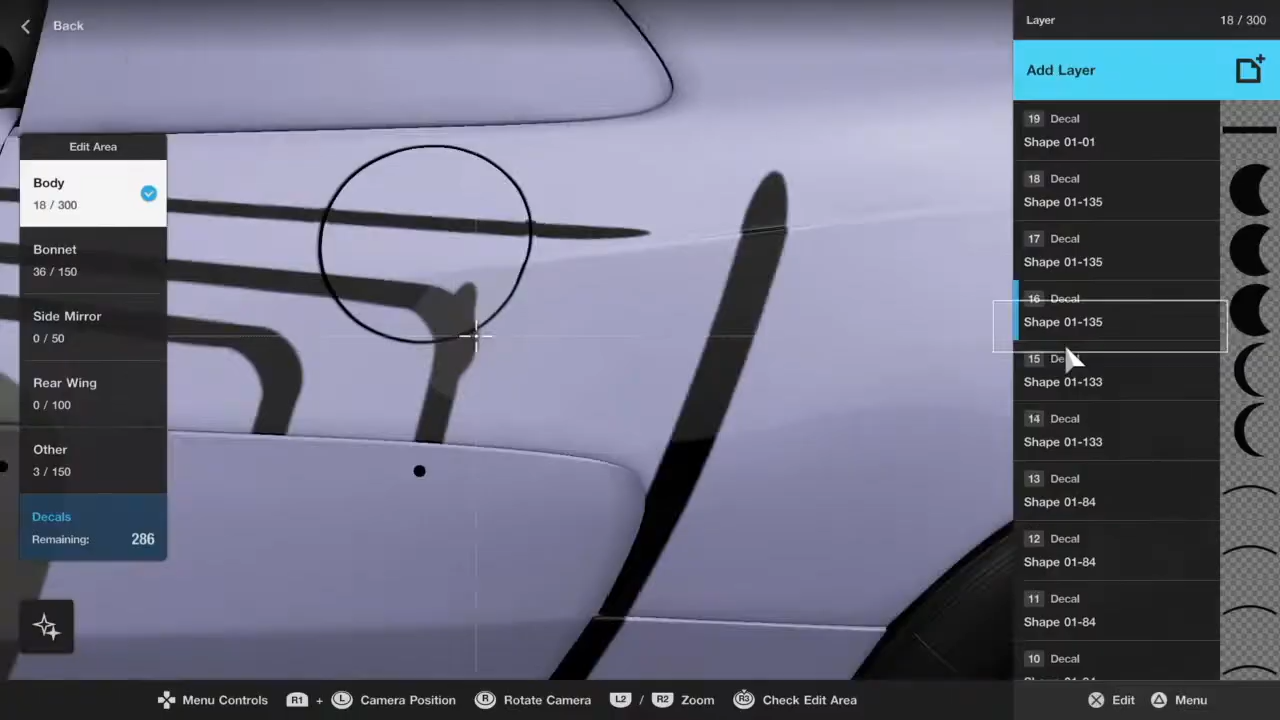 Back
Edit Area
Body
18 / 300
Bonnet
36 / 150
Side Mirror
0 / 50
Rear Wing
0 / 100
Other
3 / 150
Decals
Remaining: 286
Layer 18 / 300
Add Layer
19 Decal
Shape 01-01
18 Decal
Shape 01-135
17 Decal
Shape 01-135
16 Decal
Shape 01-135
15
Shape 01-133
14 Decal
Shape 01-133
13 Decal
Shape 01-84
12 Decal
Shape 01-84
11 Decal
Shape 01-84
10 Decal
Menu Controls R1 + L Camera Position R Rotate Camera L2 / R2 Zoom R3 Check Edit Area Edit Menu